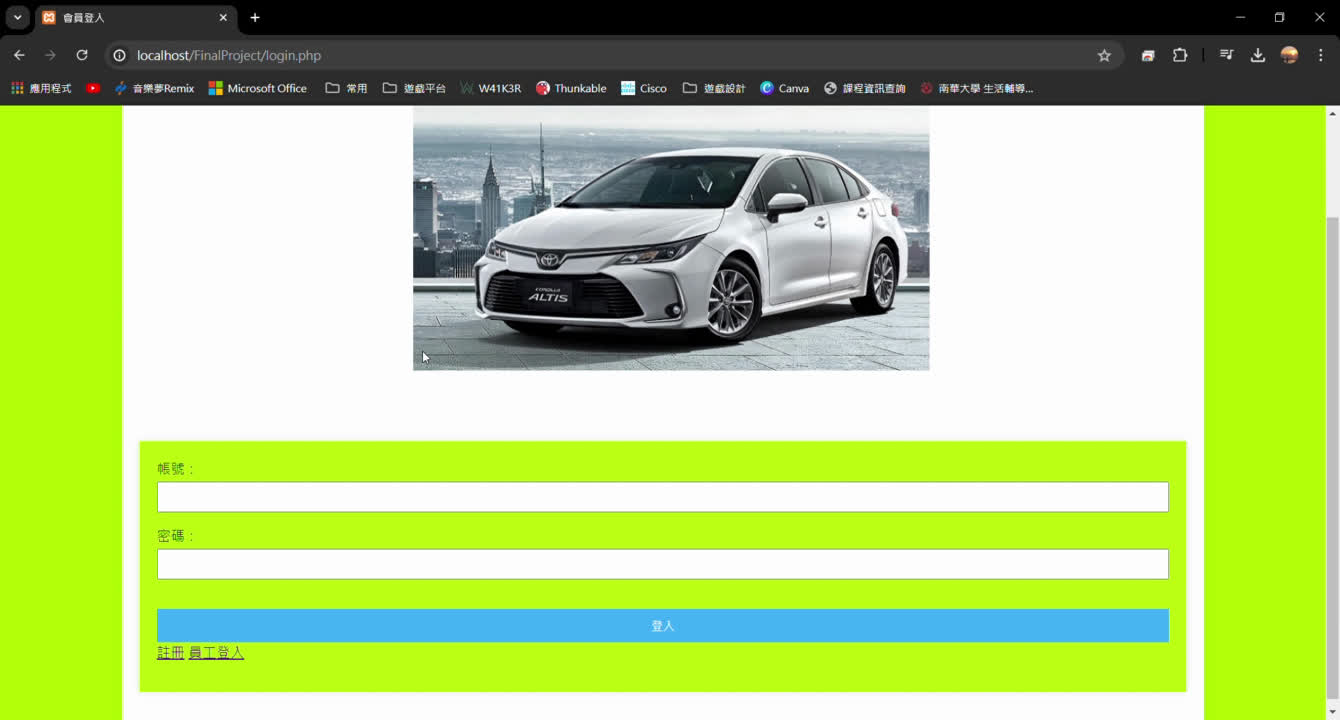 會員登入
localhost/FinalProject/login.php
應用程式 音樂夢Remix Microsoft Office 常用 遊戲平台 W41K3R Thunkable Cisco 遊戲設計 Canva 課程資訊查詢 南華大學 生活輔導...
COROLLA
ALTIS
帳號：
密碼：
登入
註冊 員工登入